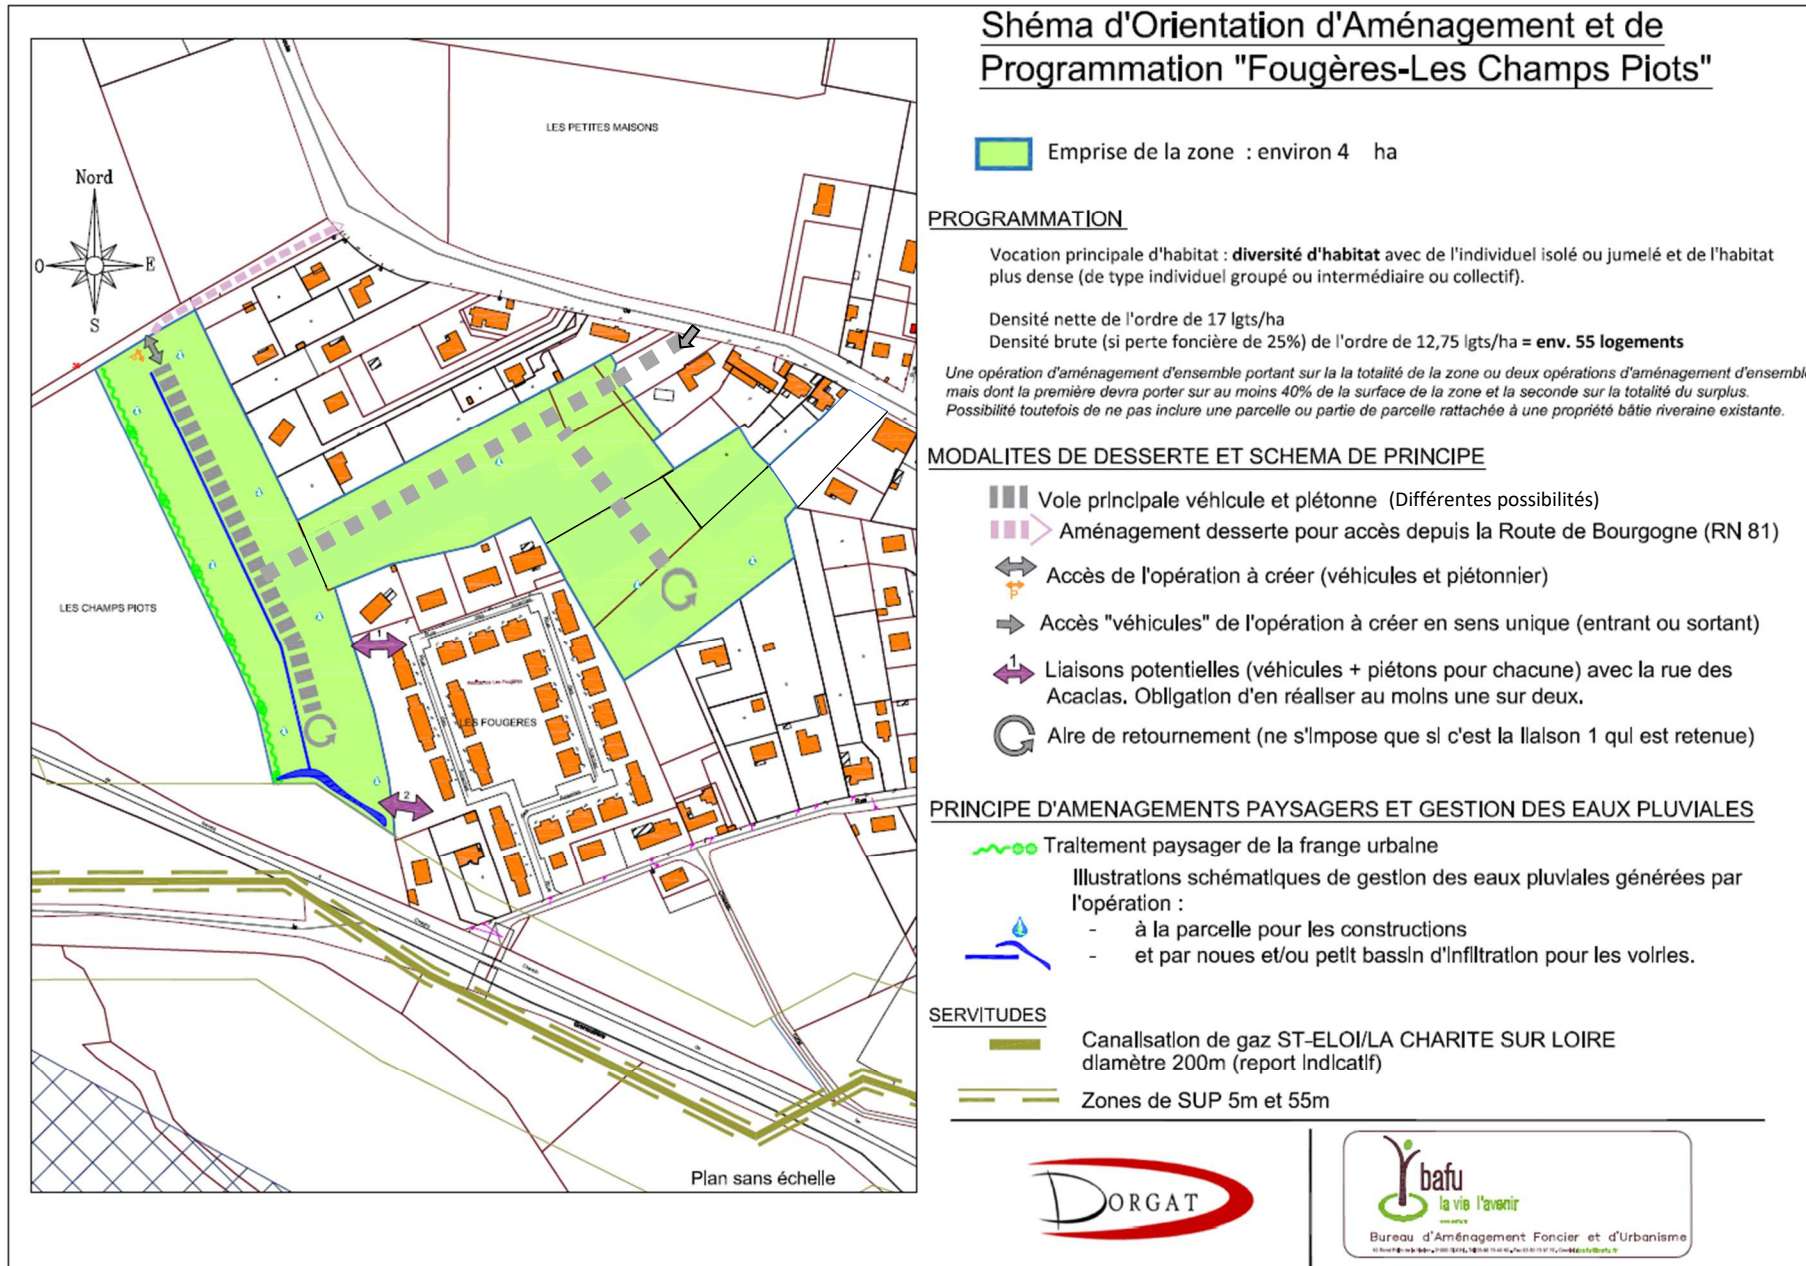 Shéma d'Orientation d'Aménagement et de
Programmation "Fougères-Les Champs Piots"
Emprise de la zone : environ 4 ha
PROGRAMMATION
Vocation principale d'habitat : diversité d'habitat avec de l'individuel isolé ou jumelé et de l'habitat
plus dense (de type individuel groupé ou intermédiaire ou collectif).
Densité nette de l'ordre de 17 lgts/ha
Densité brute (si perte foncière de 25%) de l'ordre de 12,75 lgts/ha = env. 55 logements
Une opération d'aménagement d'ensemble portant sur la la totalité de la zone ou deux opérations d'aménagement d'ensemble
mais dont la première devra porter sur au moins 40% de la surface de la zone et la seconde sur la totalité du surplus.
Possibilité toutefois de ne pas inclure une parcelle ou partie de parcelle rattachée à une propriété bâtie riveraine existante.
MODALITES DE DESSERTE ET SCHEMA DE PRINCIPE
Voie principale véhicule et piétonne (Différentes possibilités)
Aménagement desserte pour accès depuis la Route de Bourgogne (RN 81)
P
Accès de l'opération à créer (véhicules et piétonnier)
Accès "véhicules" de l'opération à créer en sens unique (entrant ou sortant)
1
Liaisons potentielles (véhicules + piétons pour chacune) avec la rue des
Acacias. Obligation d'en réaliser au moins une sur deux.
Aire de retournement (ne s'impose que si c'est la liaison 1 qui est retenue)
PRINCIPE D'AMENAGEMENTS PAYSAGERS ET GESTION DES EAUX PLUVIALES
Traitement paysager de la frange urbaine
Illustrations schématiques de gestion des eaux pluviales générées par
l'opération :
- à la parcelle pour les constructions
- et par noues et/ou petit bassin d'infiltration pour les voiries.
SERVITUDES
Canalisation de gaz ST-ELOI/LA CHARITE SUR LOIRE
diamètre 200m (report indicatif)
Zones de SUP 5m et 55m
DORGAT
bafu
la vie l'avenir
Bureau d'Aménagement Foncier et d'Urbanisme
LES PETITES MAISONS
Nord
O
E
S
LES CHAMPS PIOTS
1
Résidence Les Fougères
LES FOUGERES
2
Rue
Plan sans échelle